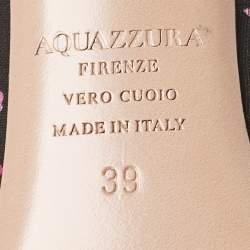 AQUAZZURA®
FIRENZE
VERO CUOIO
MADE IN ITALY
39